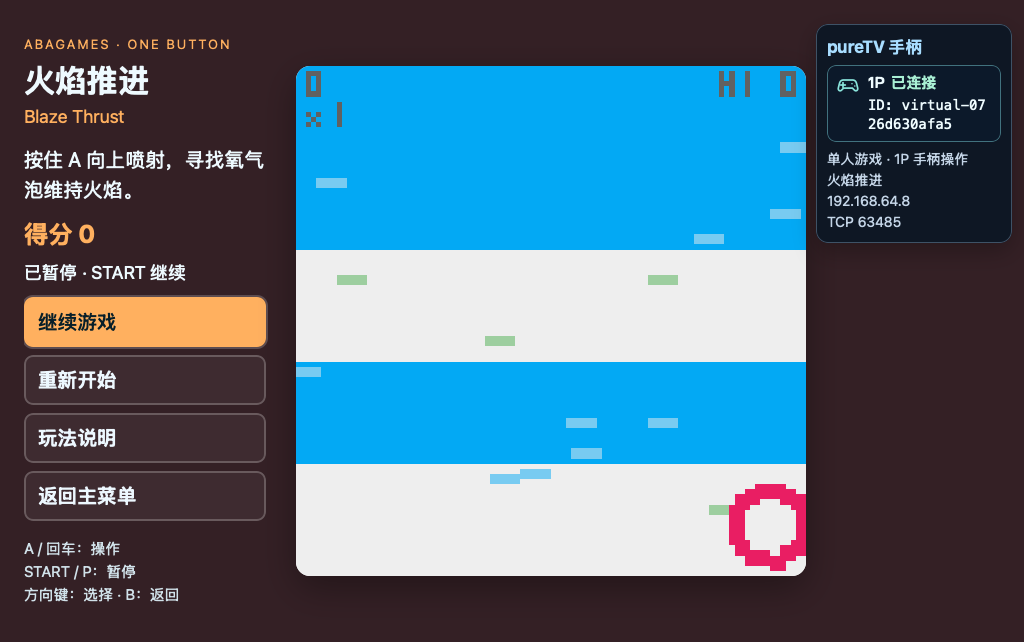 ABAGAMES · ONE BUTTON
火焰推进
Blaze Thrust
按住 A 向上喷射，寻找氧气
泡维持火焰。
得分 0
已暂停 · START 继续
继续游戏
重新开始
玩法说明
返回主菜单
A / 回车：操作
START / P：暂停
方向键：选择 · B：返回
0
x1
HI 0
pureTV 手柄
1P 已连接
ID: virtual-07
26d630afa5
单人游戏 · 1P 手柄操作
火焰推进
192.168.64.8
TCP 63485